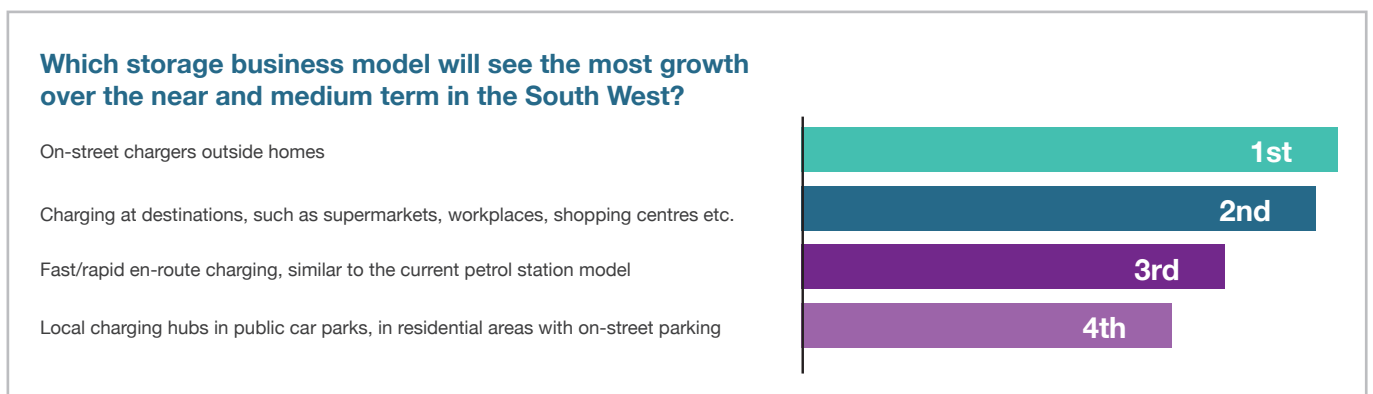 Which storage business model will see the most growth
over the near and medium term in the South West?
On-street chargers outside homes
1st
Charging at destinations, such as supermarkets, workplaces, shopping centres etc.
2nd
Fast/rapid en-route charging, similar to the current petrol station model
3rd
Local charging hubs in public car parks, in residential areas with on-street parking
4th